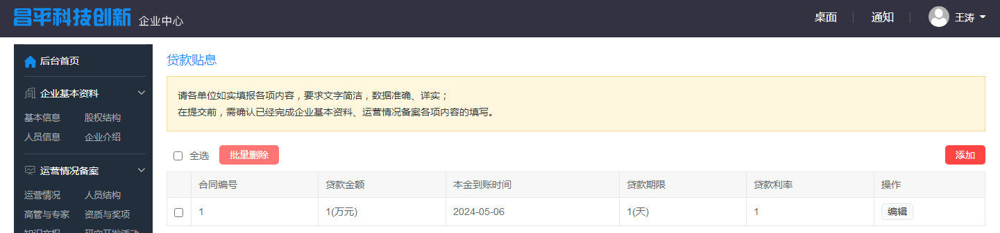 昌平科技创新 企业中心
桌面 通知 王涛
后台首页
企业基本资料
基本信息 股权结构
人员信息 企业介绍
运营情况备案
运营情况 人员结构
高管与专家 资质与奖项
贷款贴息
请各单位如实填报各项内容，要求文字简洁，数据准确、详实；
在提交前，需确认已经完成企业基本资料、运营情况备案各项内容的填写。
全选 批量删除 添加
合同编号 贷款金额 本金到账时间 贷款期限 贷款利率 操作
1 1(万元) 2024-05-06 1(天) 1 编辑